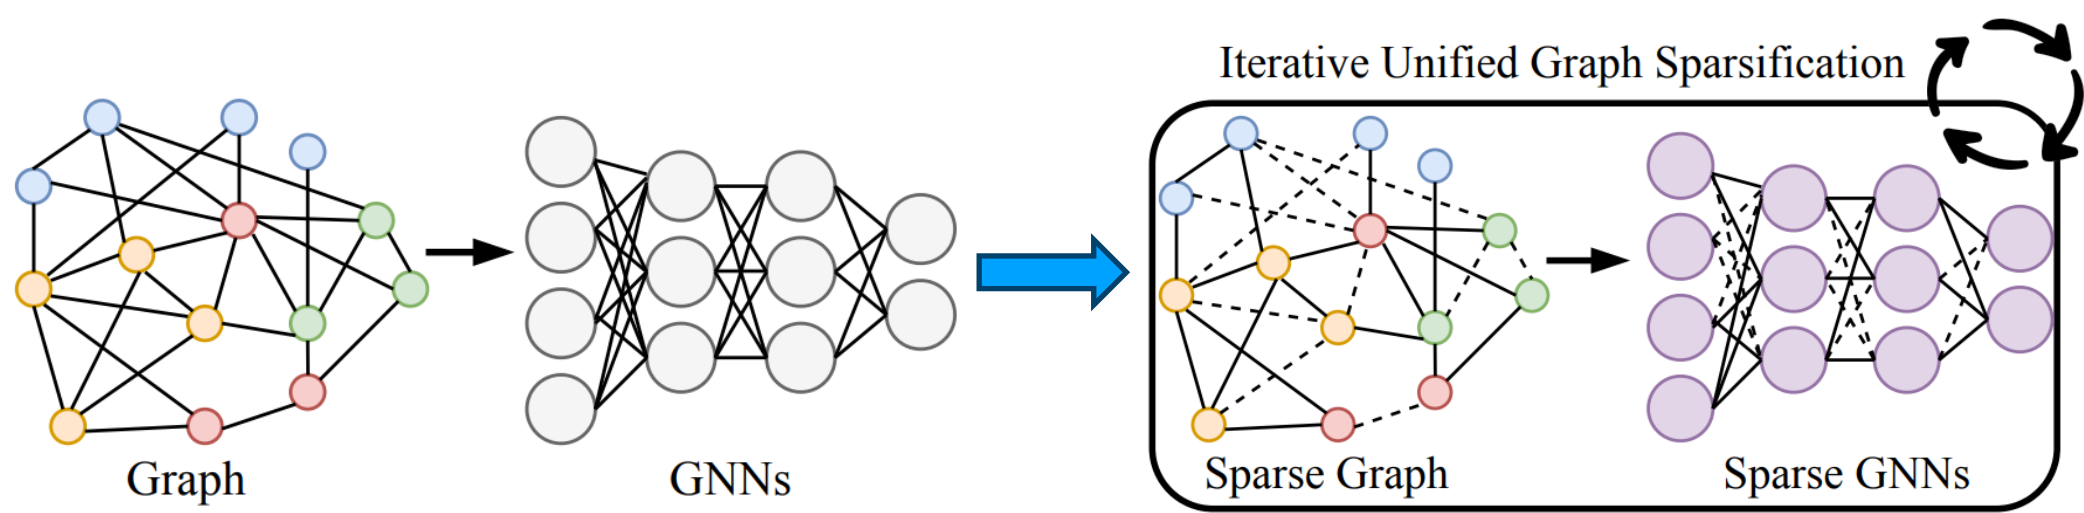 Iterative Unified Graph Sparsification
Graph
GNNs
Sparse Graph
Sparse GNNs